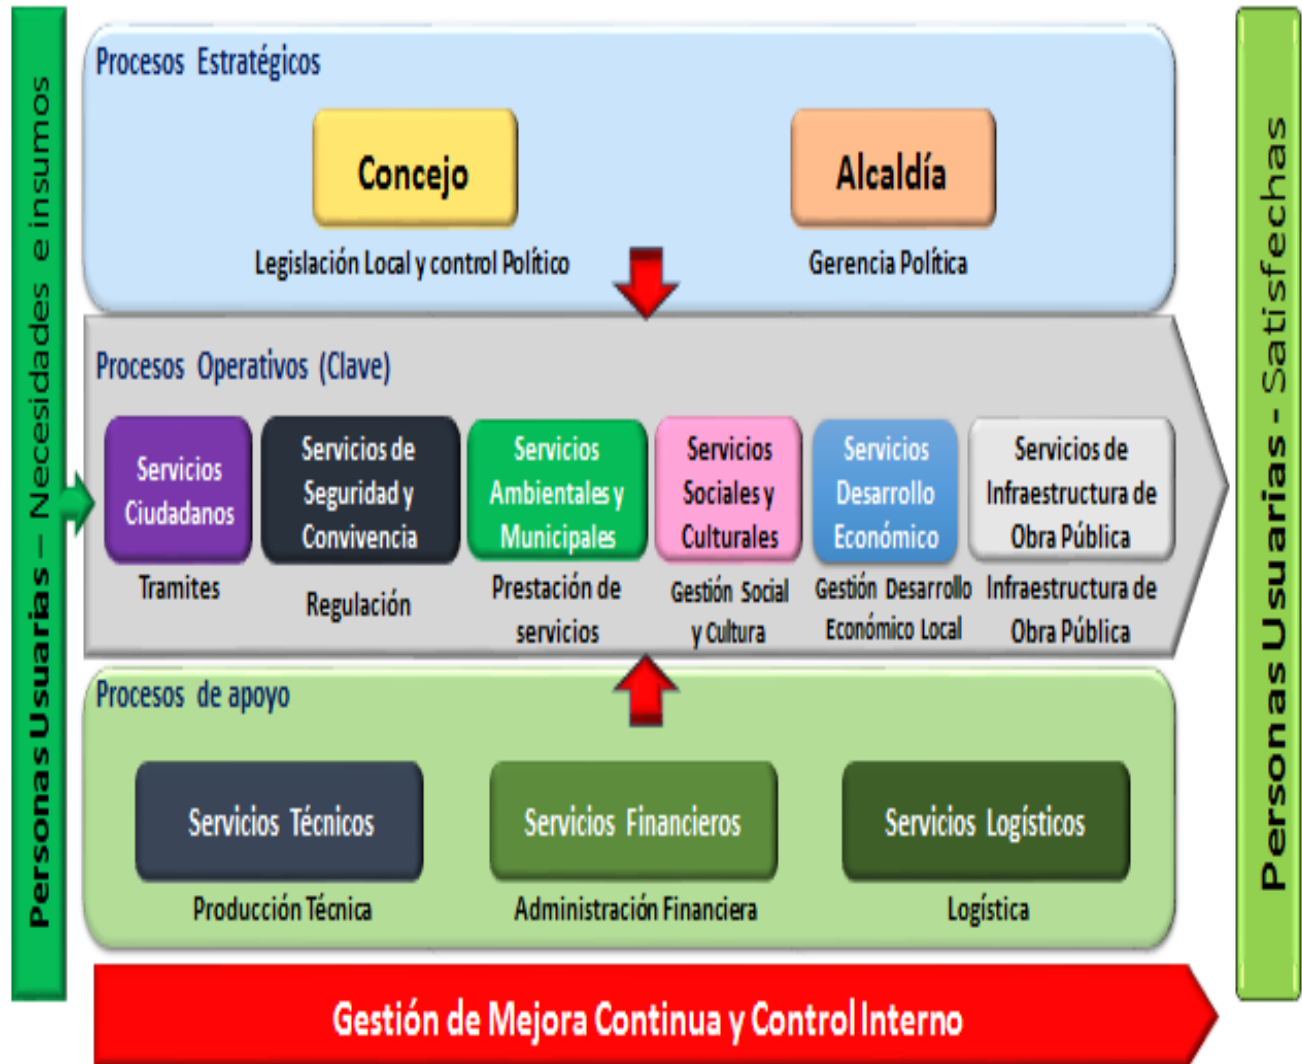 Personas Usuarias – Necesidades e insumos
Procesos Estratégicos
Concejo
Legislación Local y control Político
Alcaldía
Gerencia Política
Procesos Operativos (Clave)
Servicios
Ciudadanos
Tramites
Servicios de
Seguridad y
Convivencia
Regulación
Servicios
Ambientales y
Municipales
Prestación de
servicios
Servicios
Sociales y
Culturales
Gestión Social
y Cultura
Servicios
Desarrollo
Económico
Gestión Desarrollo
Económico Local
Servicios de
Infraestructura de
Obra Pública
Infraestructura de
Obra Pública
Procesos de apoyo
Servicios Técnicos
Producción Técnica
Servicios Financieros
Administración Financiera
Servicios Logísticos
Logística
Gestión de Mejora Continua y Control Interno
Personas Usuarias - Satisfechas